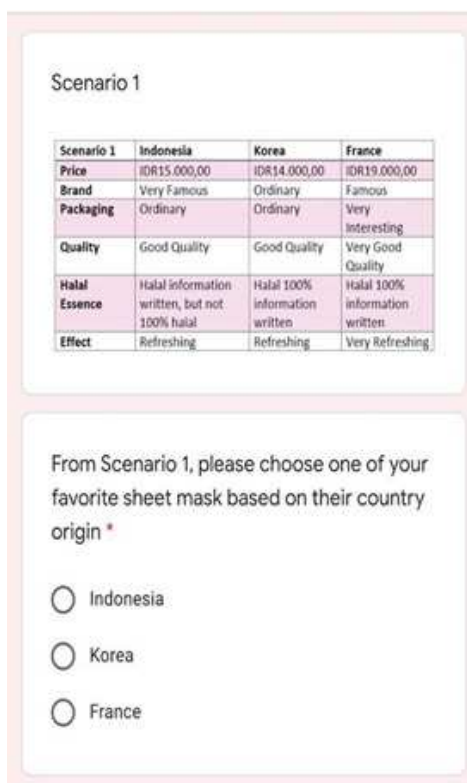 Scenario 1
Scenario 1 Indonesia Korea France
Price IDR15.000,00 IDR14.000,00 IDR19.000,00
Brand Very Famous Ordinary Famous
Packaging Ordinary Ordinary Very
Interesting
Quality Good Quality Good Quality Very Good
Quality
Halal Halal information Halal 100% Halal 100%
Essence written, but not information information
100% halal written written
Effect Refreshing Refreshing Very Refreshing
From Scenario 1, please choose one of your
favorite sheet mask based on their country
origin *
Indonesia
Korea
France